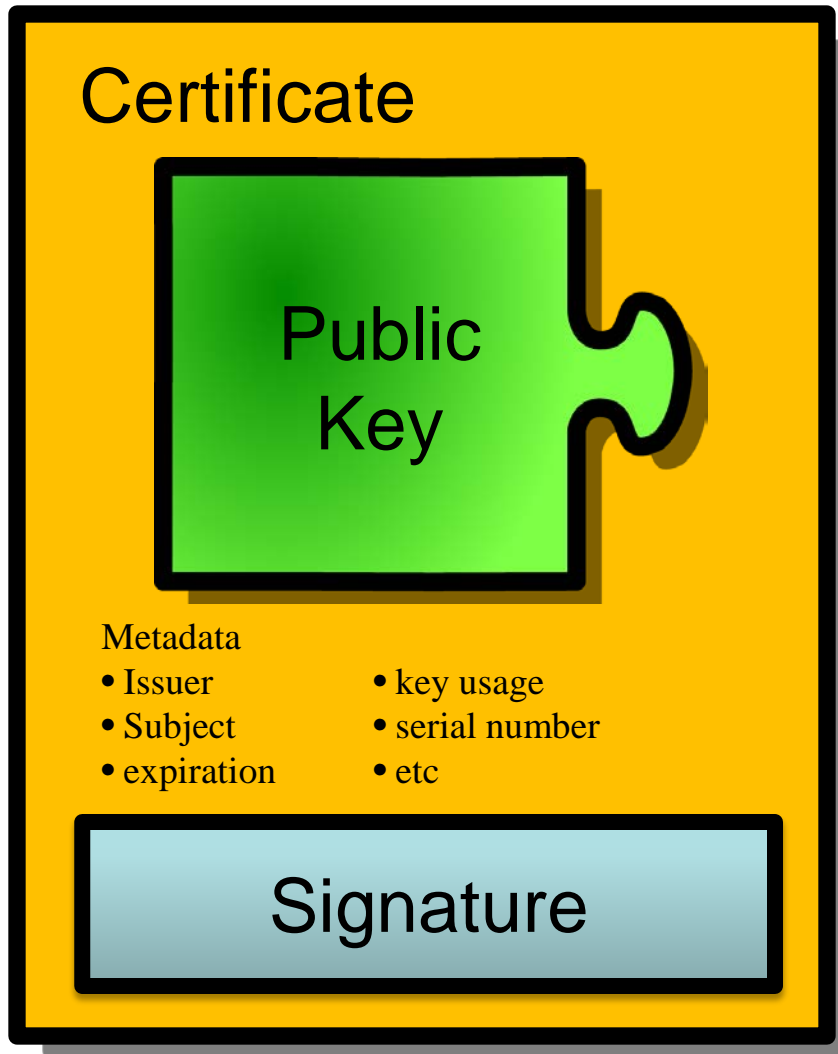 Certificate
Public
Key
Metadata
• Issuer
• Subject
• expiration
• key usage
• serial number
• etc
Signature